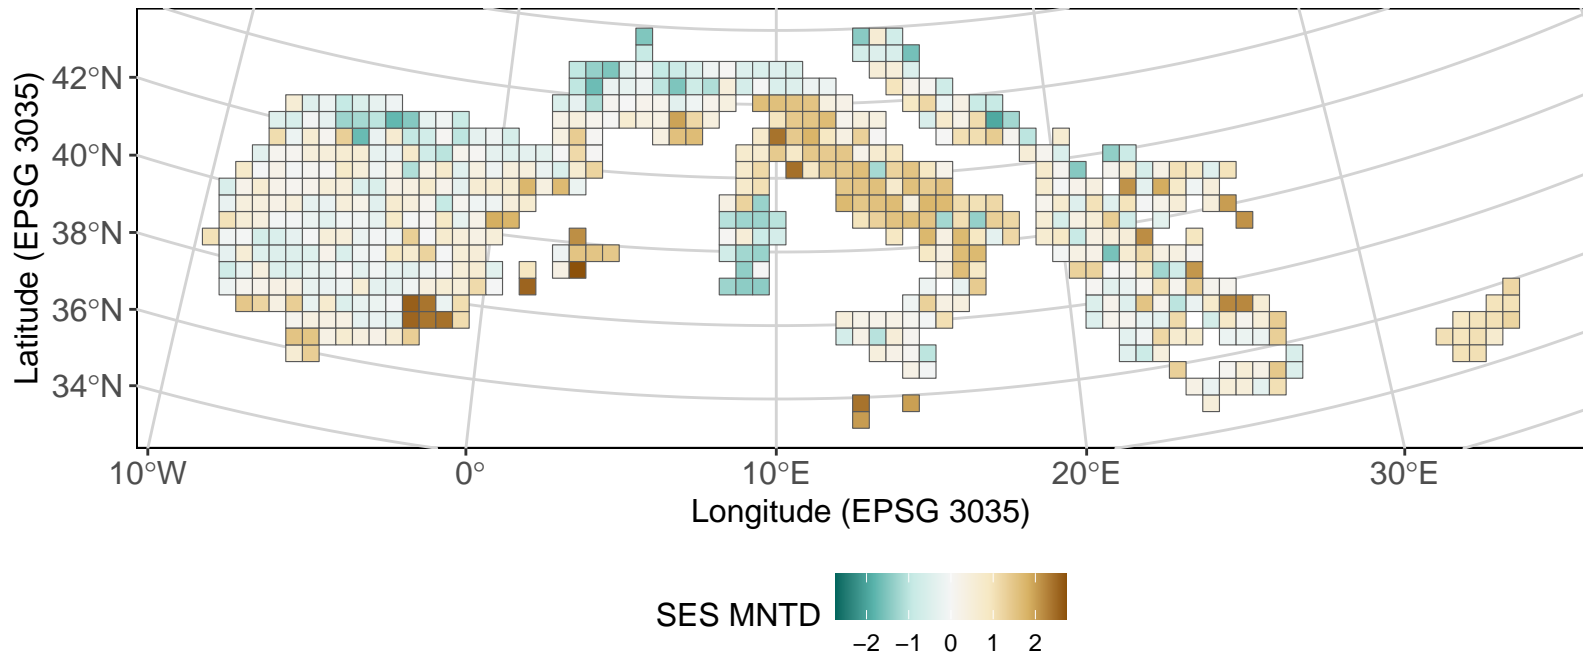 42°N
40°N
38°N
36°N
34°N
Latitude (EPSG 3035)
10°W 0° 10°E 20°E 30°E
Longitude (EPSG 3035)
SES MNTD
−2 −1 0 1 2